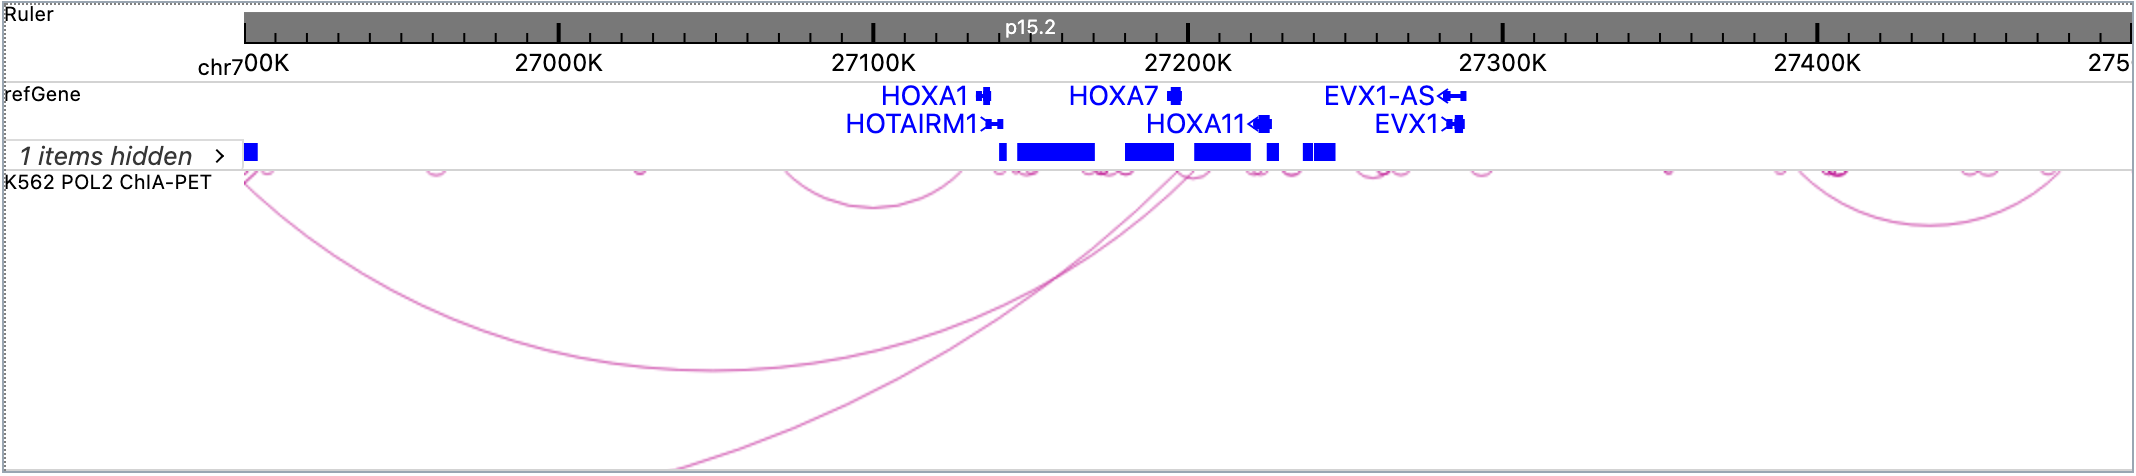 Ruler
p15.2
chr700K 27000K 27100K 27200K 27300K 27400K 275
refGene
HOXA1 HOXA7 EVX1-AS
HOTAIRM1 HOXA11 EVX1
1 items hidden >
K562 POL2 ChIA-PET